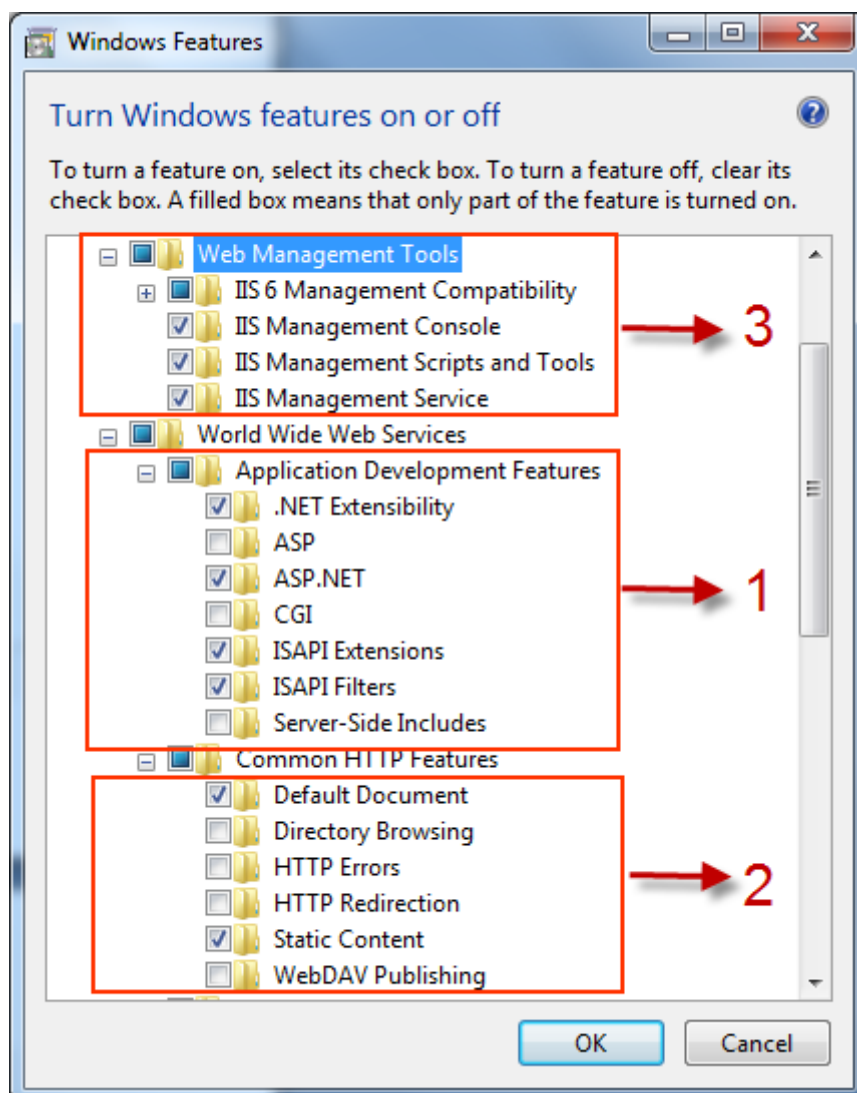 Windows Features
Turn Windows features on or off
To turn a feature on, select its check box. To turn a feature off, clear its
check box. A filled box means that only part of the feature is turned on.
Web Management Tools
IIS 6 Management Compatibility
IIS Management Console
3
IIS Management Scripts and Tools
IIS Management Service
World Wide Web Services
Application Development Features
.NET Extensibility
ASP
ASP.NET
1
CGI
ISAPI Extensions
ISAPI Filters
Server-Side Includes
Common HTTP Features
Default Document
Directory Browsing
HTTP Errors
2
HTTP Redirection
Static Content
WebDAV Publishing
OK
Cancel